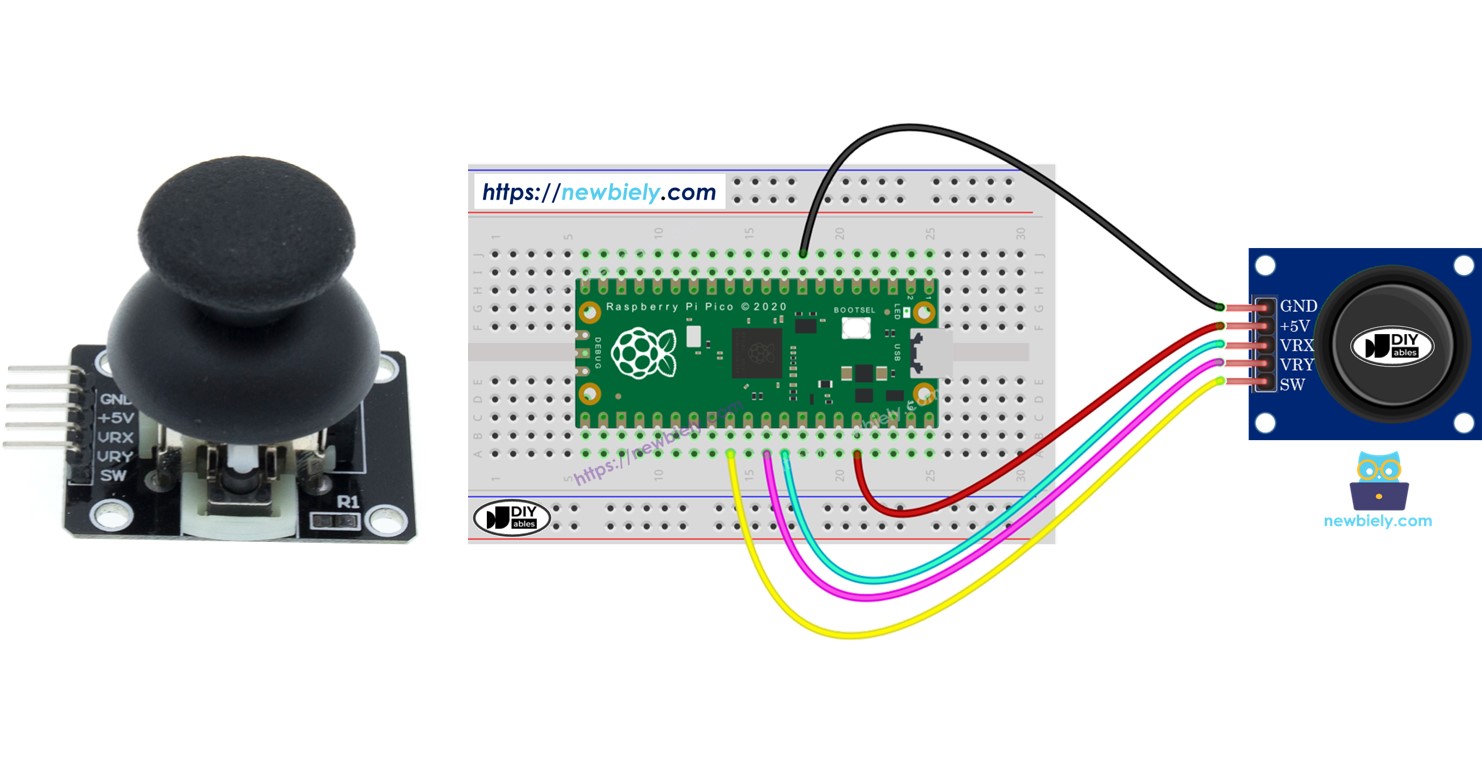 GND
+5V
VRX
VRY
SW
R1
https://newbiely.com
1
5
10
15
20
25
30
J
I
H
G
F
J
I
H
G
F
Raspberry Pi Pico ©2020
BOOTSEL
LED
2
1
USB
DEBUG
E
D
C
B
A
E
D
C
B
A
https://newbiely.com
1
5
10
15
20
25
30
DIY
ables
GND
+5V
VRX
VRY
SW
DIY
ables
newbiely.com